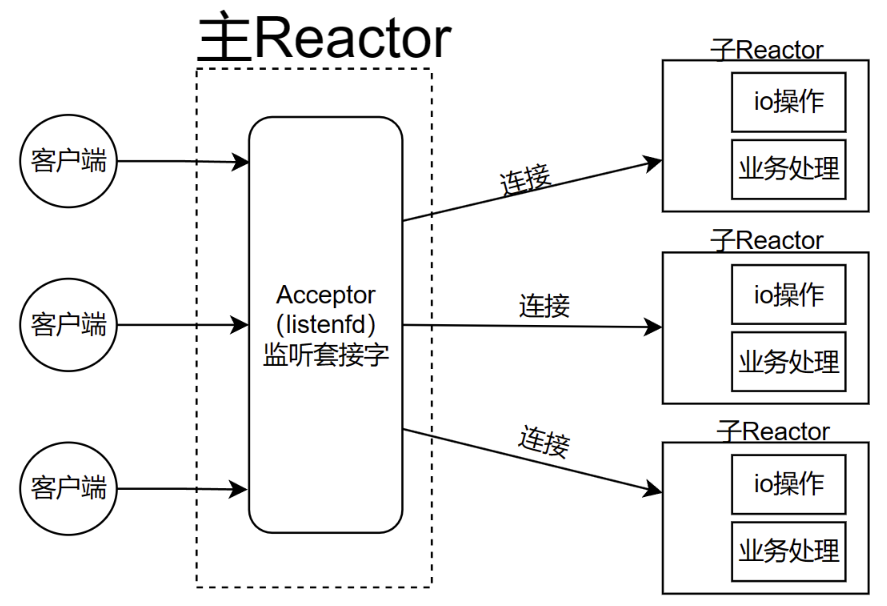 主Reactor
客户端
客户端
客户端
Acceptor
（listenfd）
监听套接字
连接
连接
连接
子Reactor
io操作
业务处理
子Reactor
io操作
业务处理
子Reactor
io操作
业务处理